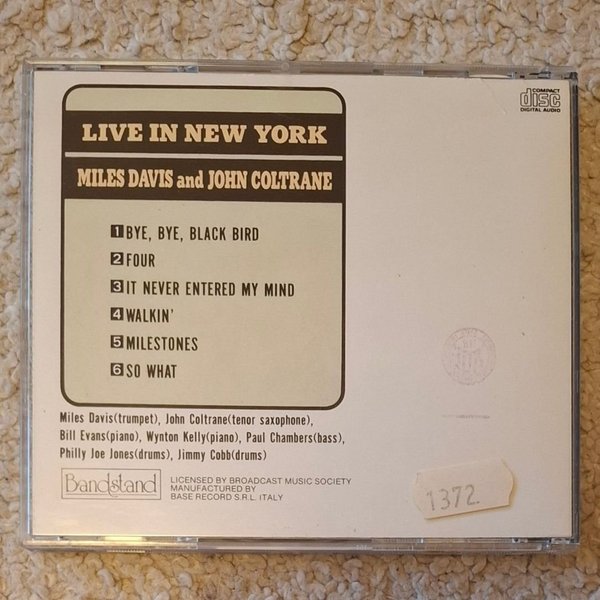 COMPACT
disc
DIGITAL AUDIO
LIVE IN NEW YORK
MILES DAVIS and JOHN COLTRANE
1 BYE, BYE, BLACK BIRD
2 FOUR
3 IT NEVER ENTERED MY MIND
4 WALKIN'
5 MILESTONES
6 SO WHAT
Miles Davis(trumpet), John Coltrane(tenor saxophone),
Bill Evans(piano), Wynton Kelly(piano), Paul Chambers(bass),
Philly Joe Jones(drums), Jimmy Cobb(drums)
Bandstand
LICENSED BY BROADCAST MUSIC SOCIETY
MANUFACTURED BY
BASE RECORD S.R.L. ITALY
1372